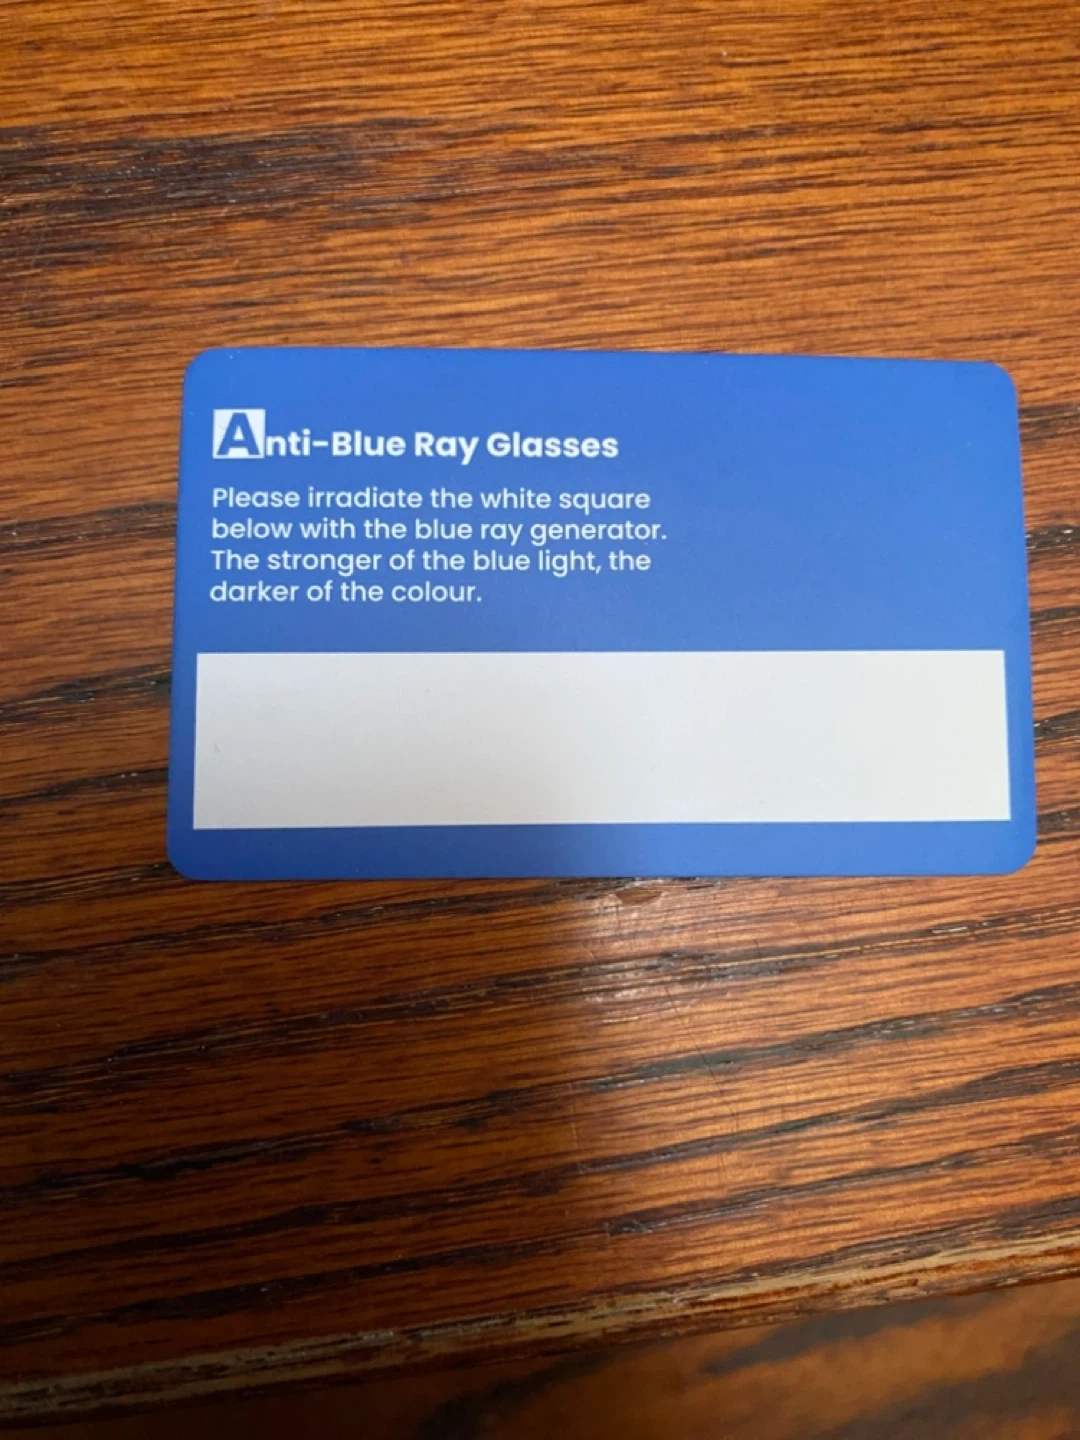 Anti-Blue Ray Glasses
Please irradiate the white square
below with the blue ray generator.
The stronger of the blue light, the
darker of the colour.